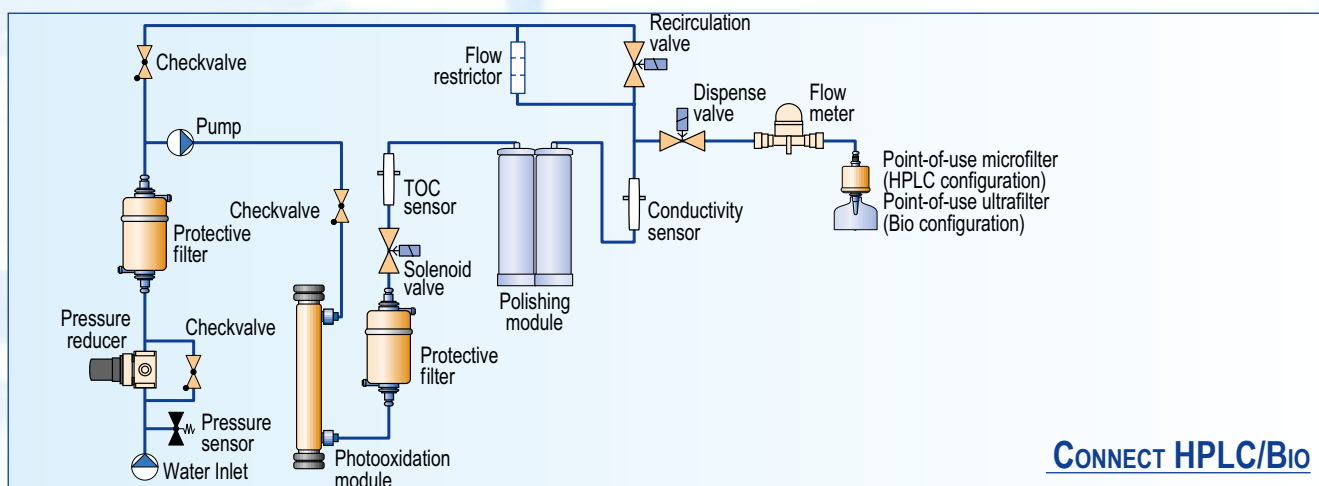 Recirculation
valve
Checkvalve
Flow
restrictor
Dispense
valve
Flow
meter
Pump
Point-of-use microfilter
(HPLC configuration)
Point-of-use ultrafilter
(Bio configuration)
TOC
sensor
Checkvalve
Conductivity
sensor
Protective
filter
Solenoid
valve
Polishing
module
Pressure
reducer
Checkvalve
Protective
filter
Pressure
sensor
Water Inlet
Photooxidation
module
CONNECT HPLC/BIO